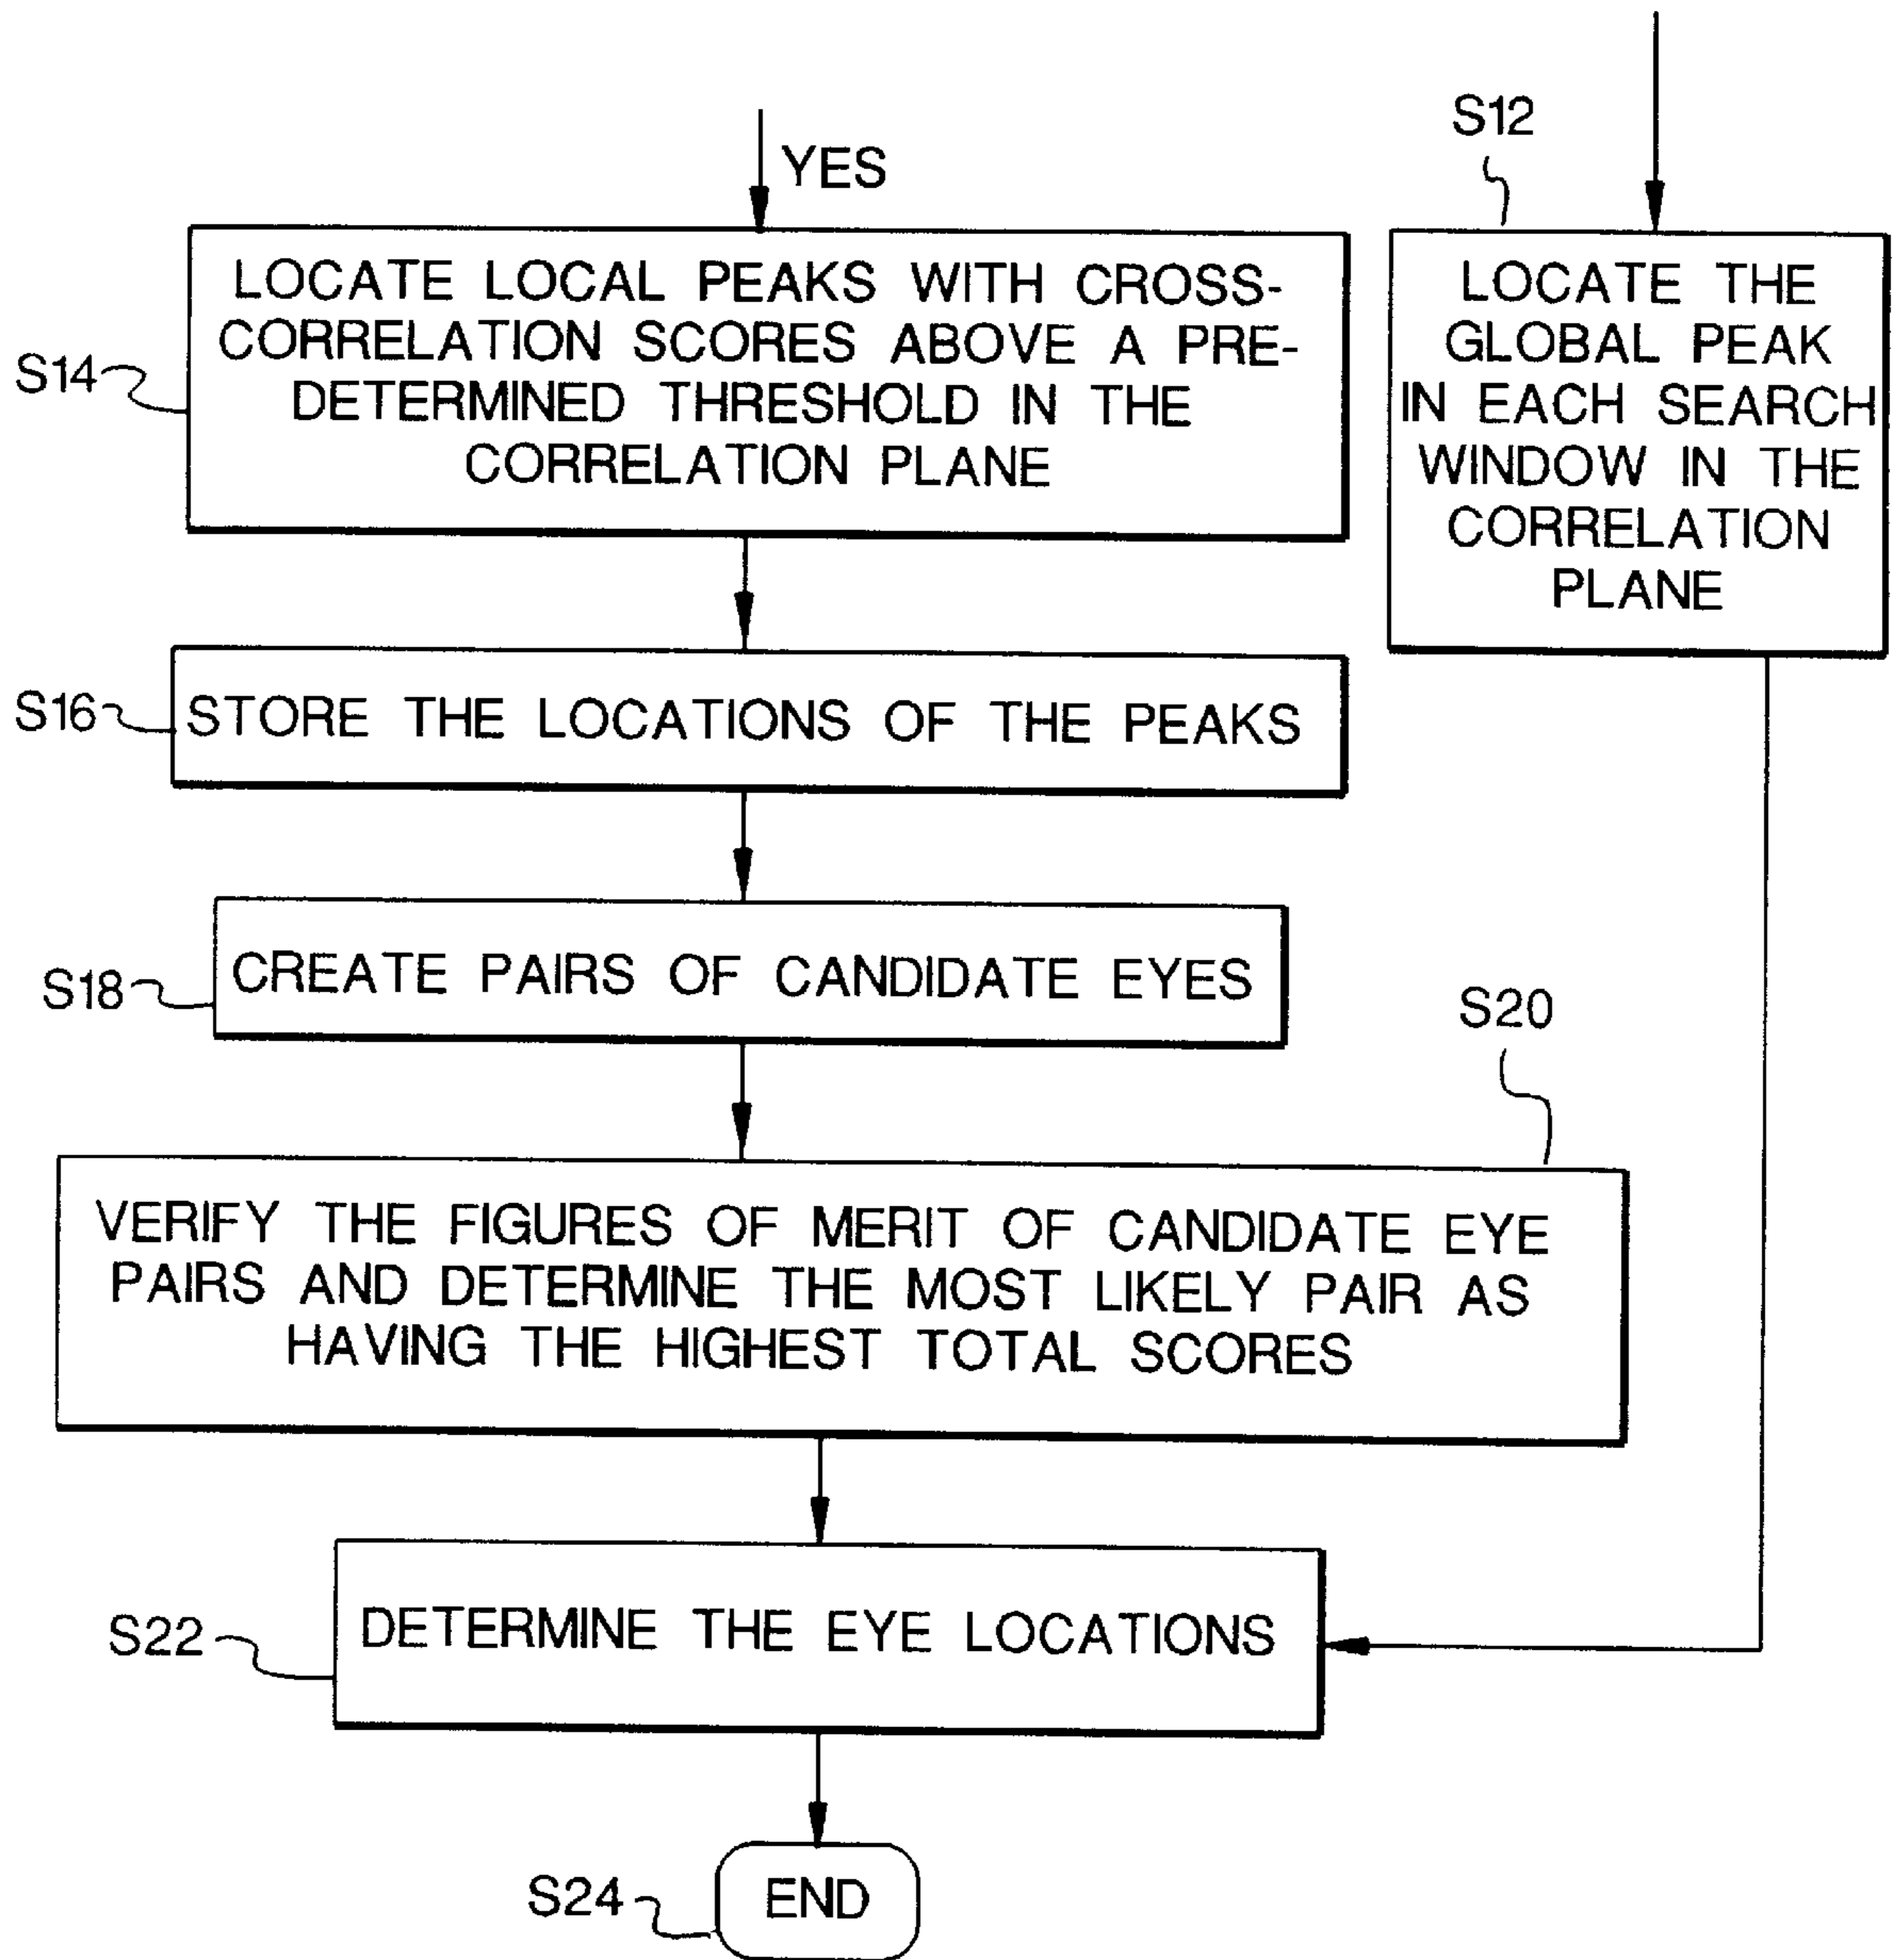 YES
S12
LOCATE LOCAL PEAKS WITH CROSS-
CORRELATION SCORES ABOVE A PRE-
DETERMINED THRESHOLD IN THE
CORRELATION PLANE
S14
LOCATE THE
GLOBAL PEAK
IN EACH SEARCH
WINDOW IN THE
CORRELATION
PLANE
S16
STORE THE LOCATIONS OF THE PEAKS
S18
CREATE PAIRS OF CANDIDATE EYES
S20
VERIFY THE FIGURES OF MERIT OF CANDIDATE EYE
PAIRS AND DETERMINE THE MOST LIKELY PAIR AS
HAVING THE HIGHEST TOTAL SCORES
S22
DETERMINE THE EYE LOCATIONS
S24
END